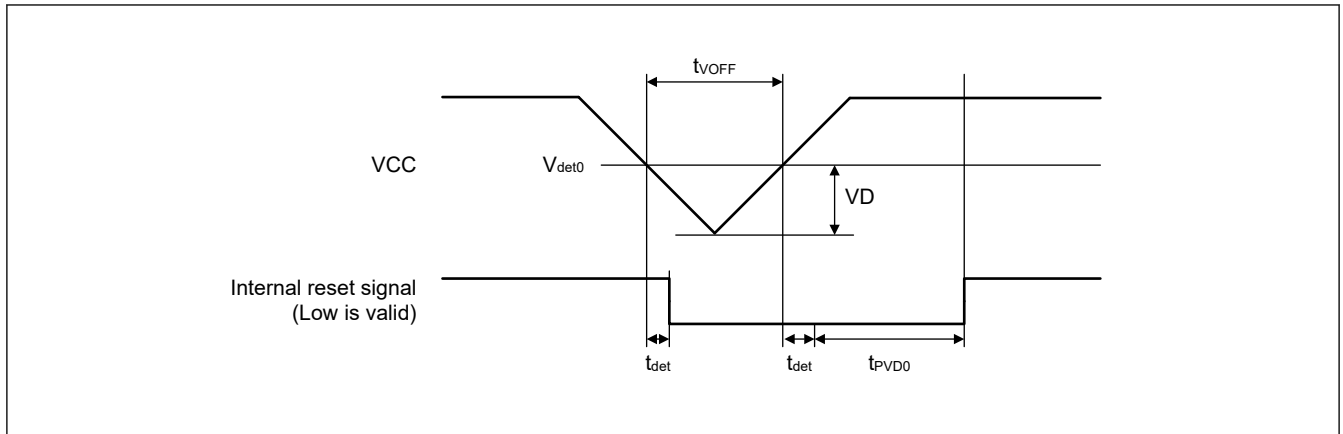 tVOFF
VCC
Vdet0
VD
Internal reset signal
(Low is valid)
tdet
tdet
tPVD0